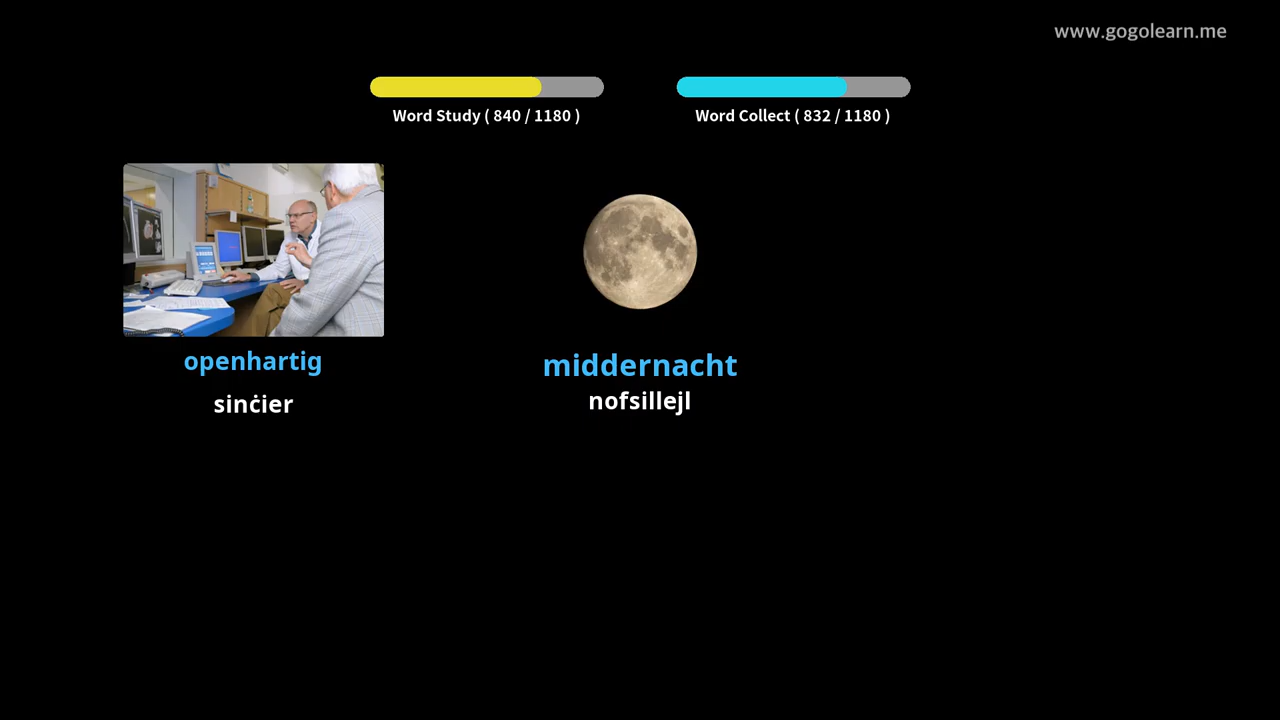 www.gogolearn.me
Word Study ( 840 / 1180 )
Word Collect ( 832 / 1180 )
openhartig
sinċier
middernacht
nofsillejl